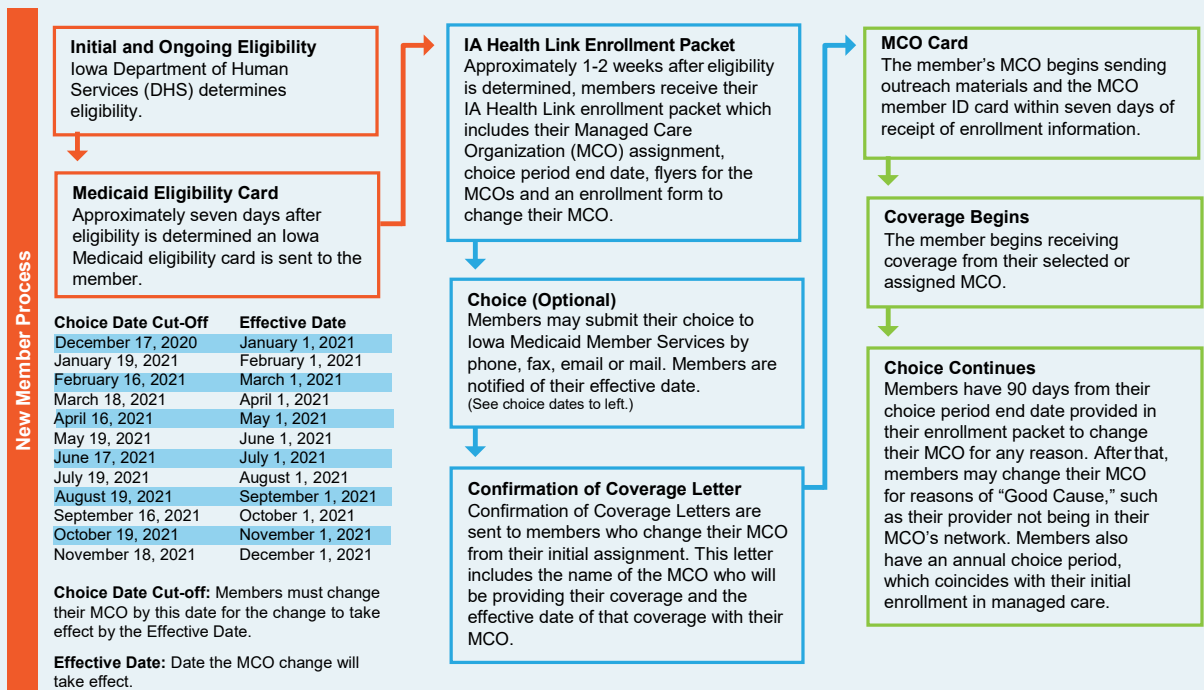 New Member Process
Initial and Ongoing Eligibility
Iowa Department of Human
Services (DHS) determines
eligibility.
Medicaid Eligibility Card
Approximately seven days after
eligibility is determined an Iowa
Medicaid eligibility card is sent to the
member.
Choice Date Cut-Off Effective Date
December 17, 2020 January 1, 2021
January 19, 2021 February 1, 2021
February 16, 2021 March 1, 2021
March 18, 2021 April 1, 2021
April 16, 2021 May 1, 2021
May 19, 2021 June 1, 2021
June 17, 2021 July 1, 2021
July 19, 2021 August 1, 2021
August 19, 2021 September 1, 2021
September 16, 2021 October 1, 2021
October 19, 2021 November 1, 2021
November 18, 2021 December 1, 2021
Choice Date Cut-off: Members must change
their MCO by this date for the change to take
effect by the Effective Date.
Effective Date: Date the MCO change will
take effect.
IA Health Link Enrollment Packet
Approximately 1-2 weeks after eligibility
is determined, members receive their
IA Health Link enrollment packet which
includes their Managed Care
Organization (MCO) assignment,
choice period end date, flyers for the
MCOs and an enrollment form to
change their MCO.
Choice (Optional)
Members may submit their choice to
Iowa Medicaid Member Services by
phone, fax, email or mail. Members are
notified of their effective date.
(See choice dates to left.)
Confirmation of Coverage Letter
Confirmation of Coverage Letters are
sent to members who change their MCO
from their initial assignment. This letter
includes the name of the MCO who will
be providing their coverage and the
effective date of that coverage with their
MCO.
MCO Card
The member's MCO begins sending
outreach materials and the MCO
member ID card within seven days of
receipt of enrollment information.
Coverage Begins
The member begins receiving
coverage from their selected or
assigned MCO.
Choice Continues
Members have 90 days from their
choice period end date provided in
their enrollment packet to change
their MCO for any reason. After that,
members may change their MCO
for reasons of “Good Cause,” such
as their provider not being in their
MCO's network. Members also
have an annual choice period,
which coincides with their initial
enrollment in managed care.